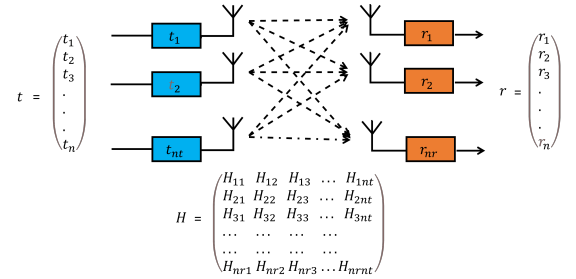 t₁ r₁
t = (t₁ t₂ t₃ . . . tₙ)
t₂ r₂
r = (r₁ r₂ r₃ . . . rₙ)
tₙₜ rₙᵣ
H₁₁ H₁₂ H₁₃ … H₁ₙₜ
H₂₁ H₂₂ H₂₃ … H₂ₙₜ
H = H₃₁ H₃₂ H₃₃ … H₃ₙₜ
… … … …
… … … …
Hₙᵣ₁ Hₙᵣ₂ Hₙᵣ₃ … Hₙᵣₙₜ